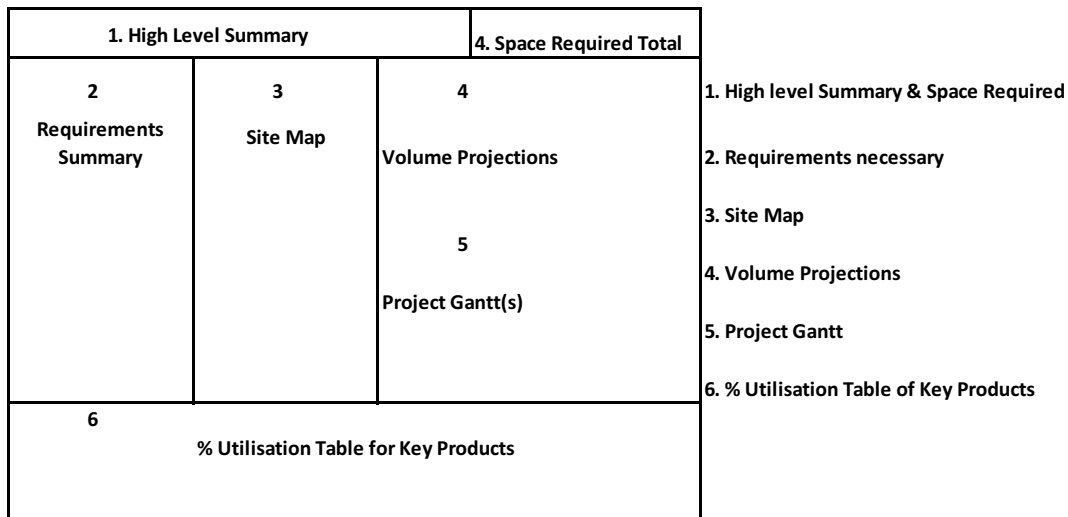 1. High Level Summary
4. Space Required Total
2
Requirements
Summary
3
Site Map
4
Volume Projections
5
Project Gantt(s)
6
% Utilisation Table for Key Products
1. High level Summary & Space Required
2. Requirements necessary
3. Site Map
4. Volume Projections
5. Project Gantt
6. % Utilisation Table of Key Products